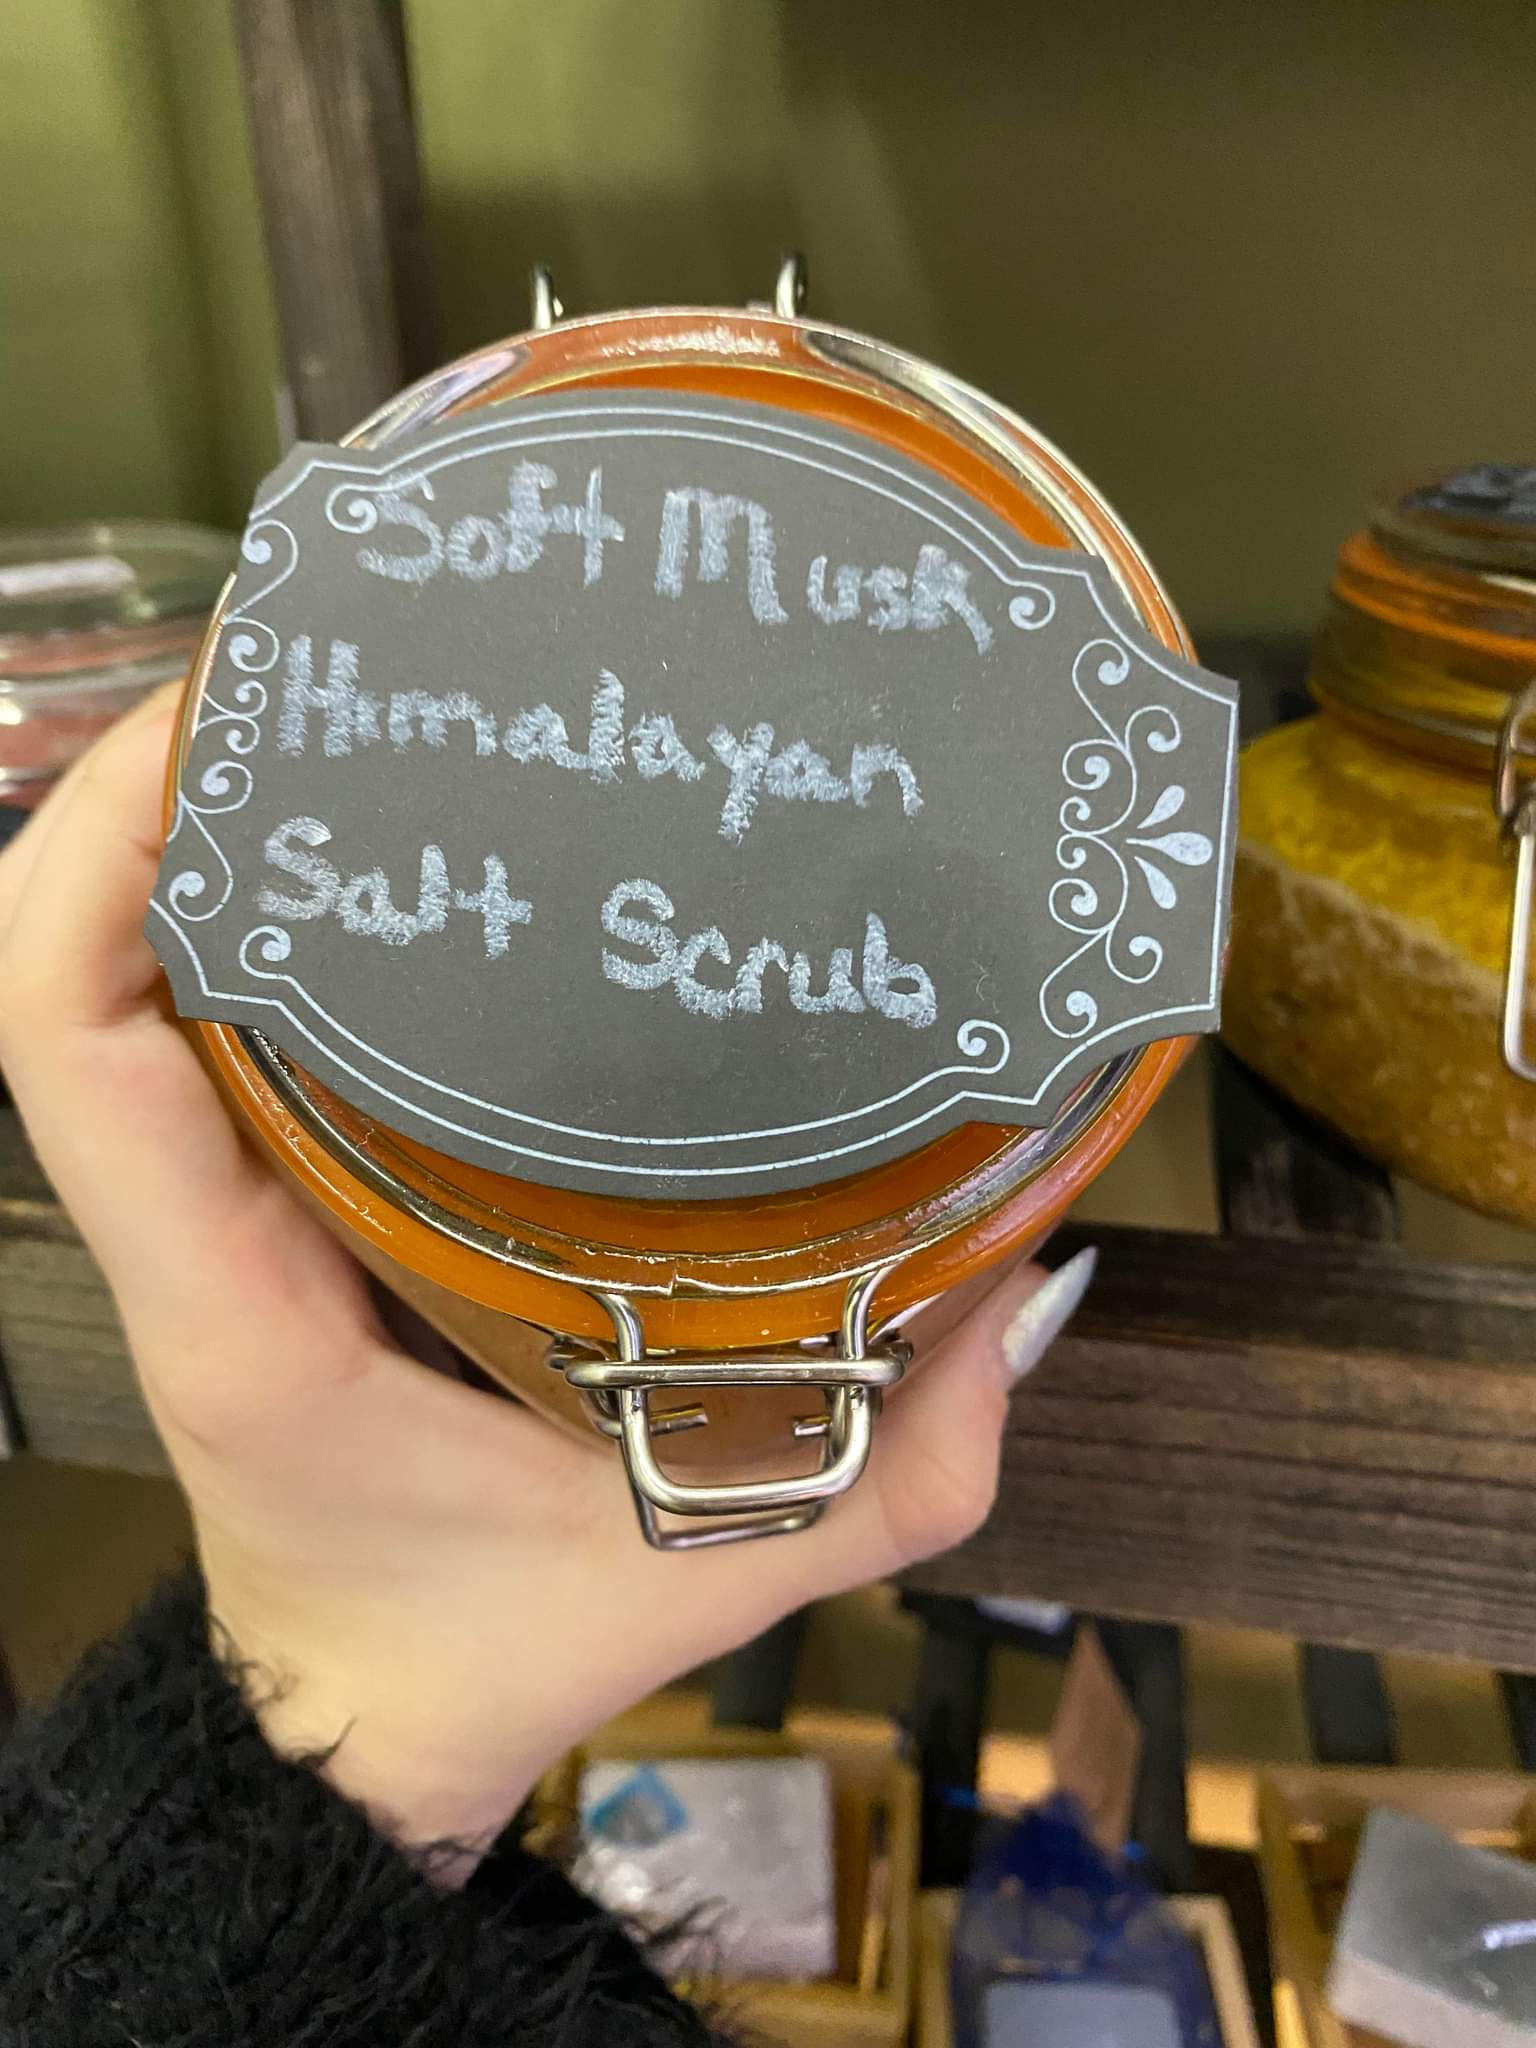 Soft Musk
Himalayan
Salt Scrub